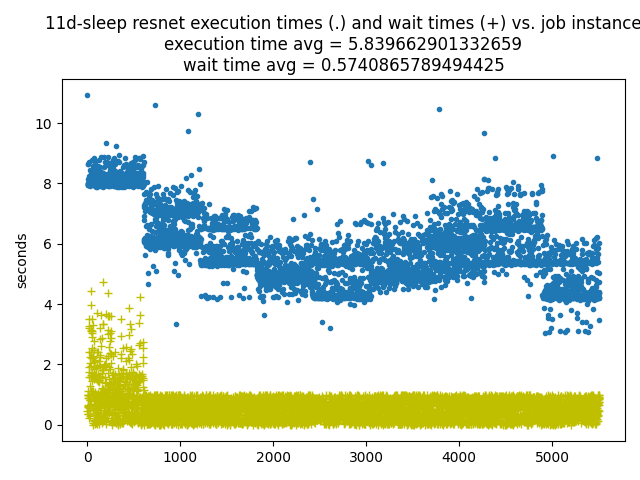 11d-sleep resnet execution times (.) and wait times (+) vs. job instance
execution time avg = 5.839662901332659
wait time avg = 0.5740865789494425
10
8
6
4
2
0
seconds
0 1000 2000 3000 4000 5000